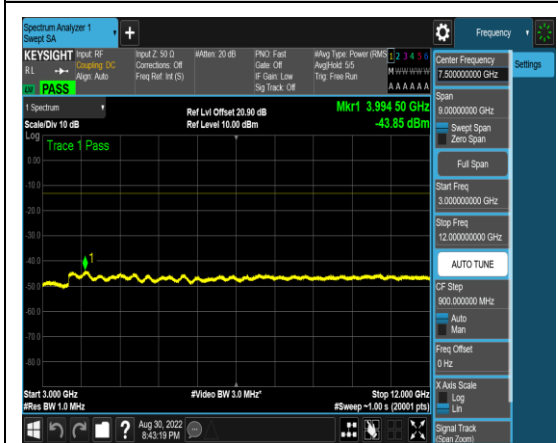 Spectrum Analyzer 1
Swept SA
+
Frequency
KEYSIGHT
RL
PASS
Input: RF
Coupling: DC
Align: Auto
Input Z: 50 Ω
Corrections: Off
Freq Ref: Int (S)
#Atten: 20 dB
PNO: Fast
Gate: Off
IF Gain: Low
Sig Track: Off
#Avg Type: Power (RMS
Avg|Hold: 5/5
Trig: Free Run
1 2 3 4 5 6
M W W W W W
A A A A A A
1 Spectrum
Scale/Div 10 dB
Ref Lvl Offset 20.90 dB
Ref Level 10.00 dBm
Mkr1 3.994 50 GHz
-43.85 dBm
Log
Trace 1 Pass
0.00
-10.0
-20.0
-30.0
-40.0
-50.0
-60.0
-70.0
-80.0
1
Start 3.000 GHz
#Res BW 1.0 MHz
#Video BW 3.0 MHz*
Stop 12.000 GHz
#Sweep ~1.00 s (20001 pts)
Center Frequency
7.500000000 GHz
Settings
Span
9.00000000 GHz
Swept Span
Zero Span
Full Span
Start Freq
3.000000000 GHz
Stop Freq
12.000000000 GHz
AUTO TUNE
CF Step
900.000000 MHz
Auto
Man
Freq Offset
0 Hz
X Axis Scale
Log
Lin
Signal Track
(Span Zoom)
?
Aug 30, 2022
8:43:19 PM